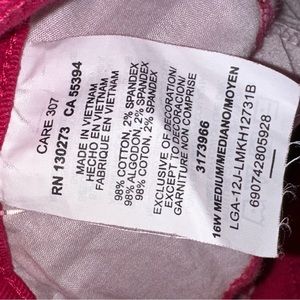 CARE 307
RN 130273 CA 55394
MADE IN VIETNAM
HECHO EN VIETNAM
FABRIQUE EN VIETNAM
98% COTTON, 2% SPANDEX
98% ALGODON, 2% SPANDEX
98% COTON, 2% SPANDEX
EXCLUSIVE OF DECORATION/
EXCEPTO LA DECORACION/
GARNITURE NON COMPRISE
3173966
16W MEDIUM/MEDIANO/MOYEN
LGA-12J-LMKH12731B
690742805928